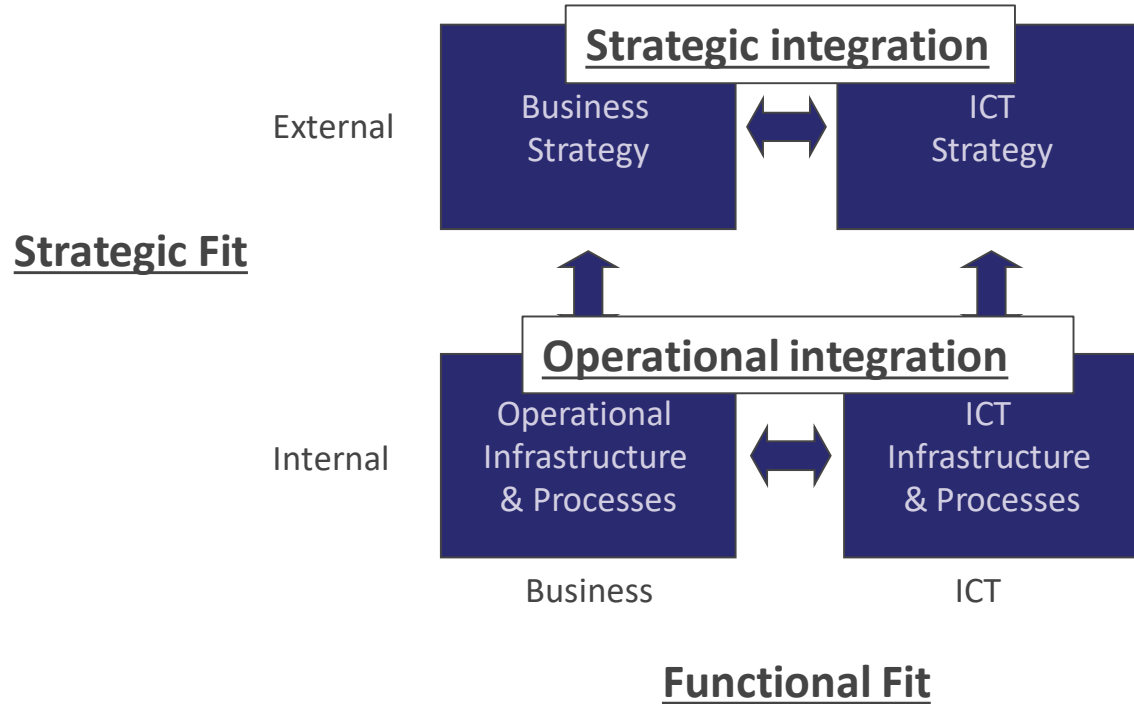 Strategic integration
External
Business
Strategy
ICT
Strategy
Strategic Fit
Operational integration
Internal
Operational
Infrastructure
& Processes
ICT
Infrastructure
& Processes
Business
ICT
Functional Fit